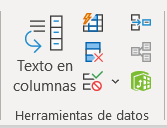 Texto en
columnas
Herramientas de datos